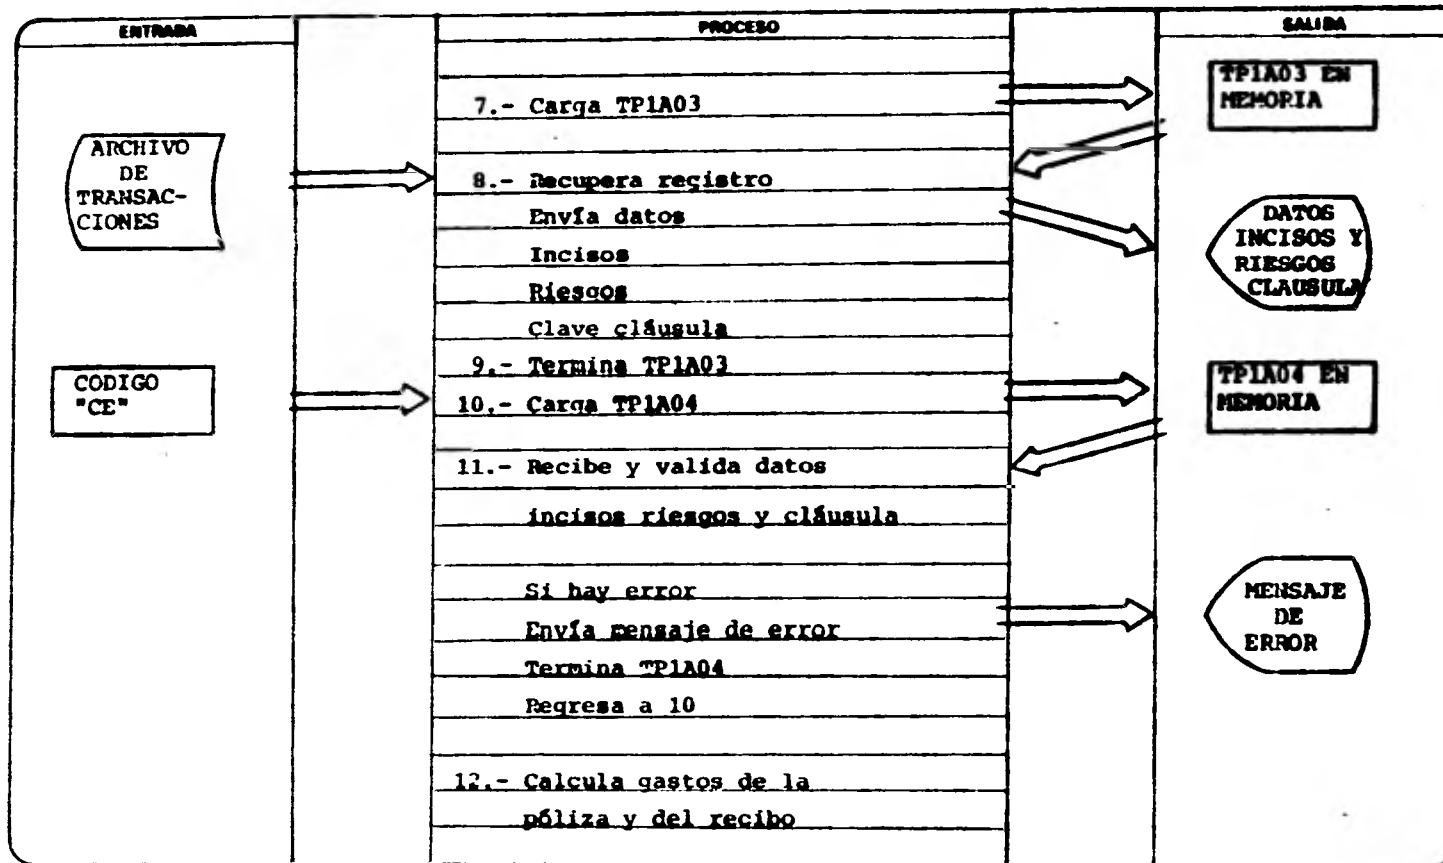 ENTRADA
PROCESO
SALIDA
7.- Carga TP1A03
TP1A03 EN
MEMORIA
ARCHIVO
DE
TRANSAC-
CIONES
8.- Recupera registro
Envía datos
Incisos
Riesgos
Clave cláusula
DATOS
INCISOS Y
RIESGOS
CLAUSULA
9.- Termina TP1A03
CODIGO
"CE"
10.- Carga TP1A04
TP1A04 EN
MEMORIA
11.- Recibe y valida datos
incisos riesgos y cláusula
Si hay error
Envía mensaje de error
Termina TP1A04
Regresa a 10
MENSAJE
DE
ERROR
12.- Calcula gastos de la
póliza y del recibo